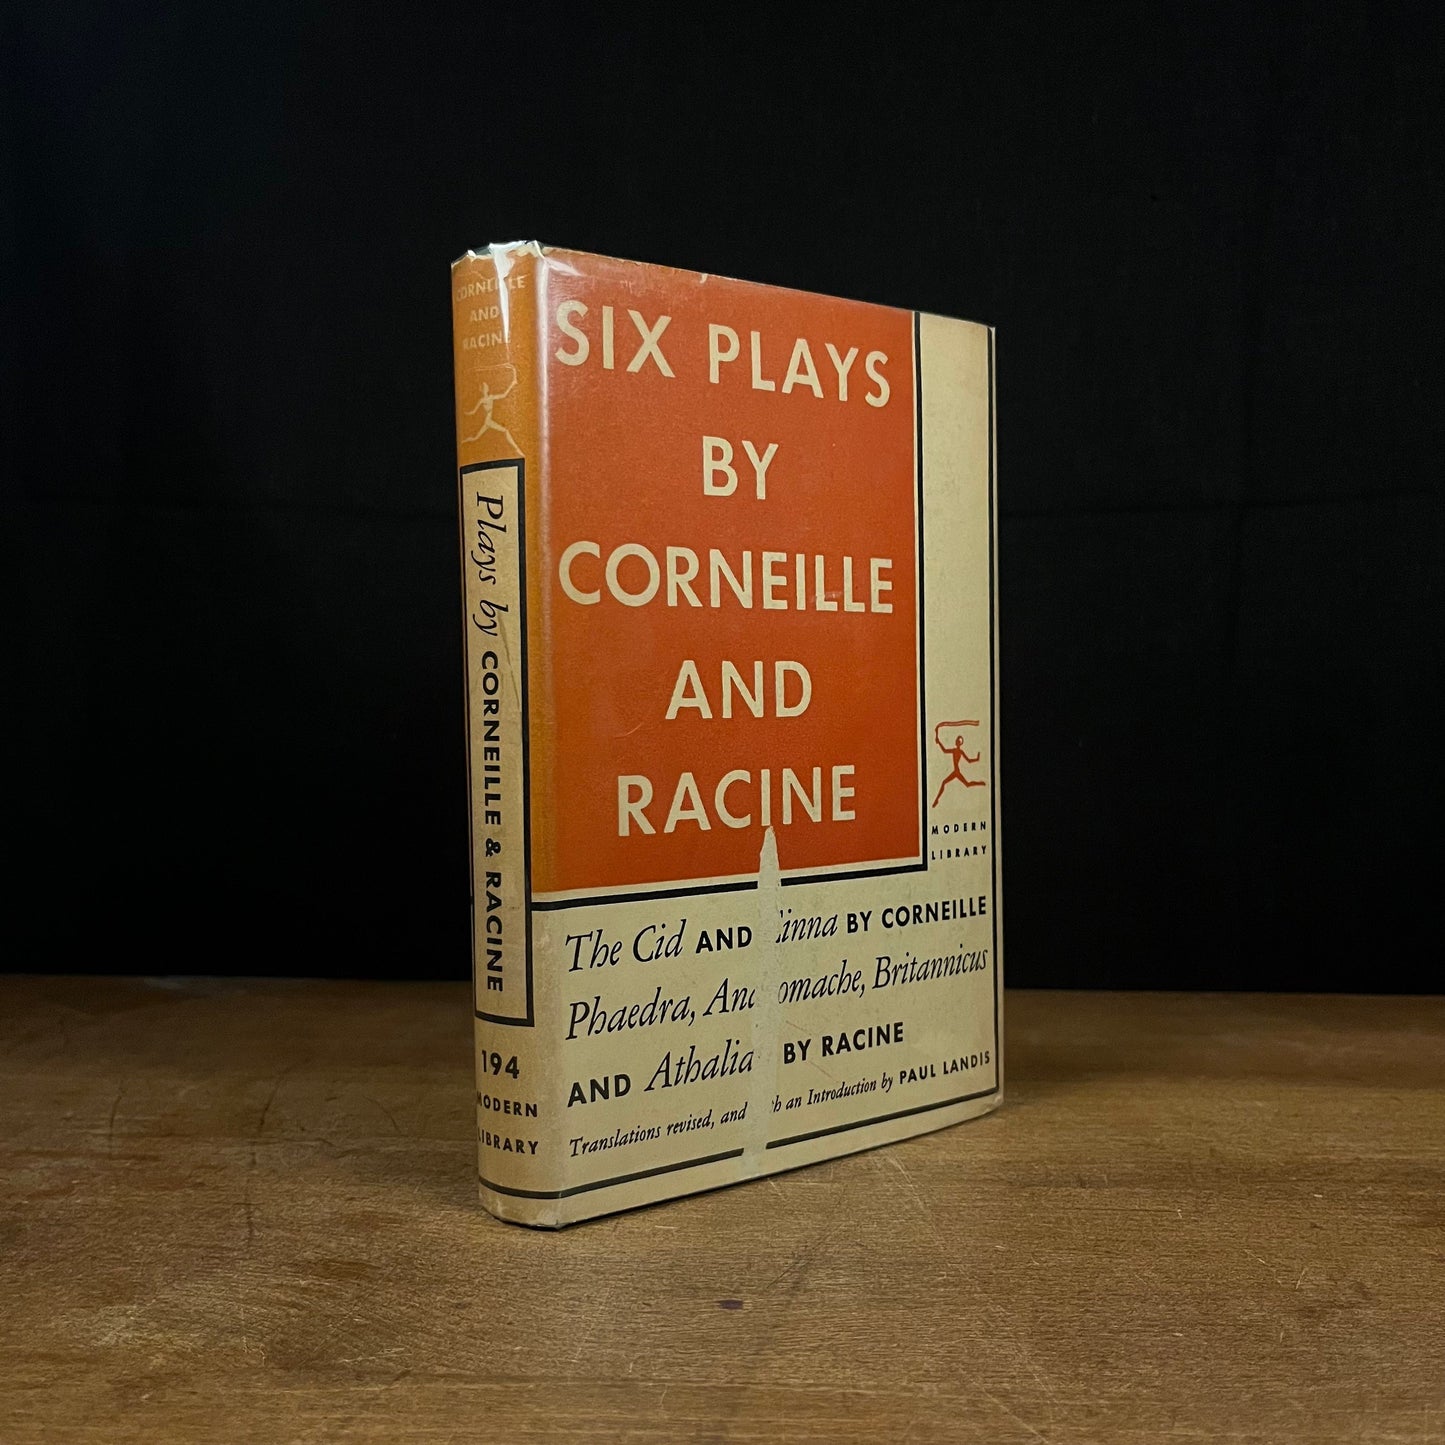 CORNEILLE
AND
RACINE
Plays by CORNEILLE & RACINE
194
MODERN
LIBRARY
SIX PLAYS
BY
CORNEILLE
AND
RACINE
MODERN
LIBRARY
The Cid AND Cinna BY CORNEILLE
Phaedra, Andromache, Britannicus
AND Athalia BY RACINE
Translations revised, and with an Introduction by PAUL LANDIS